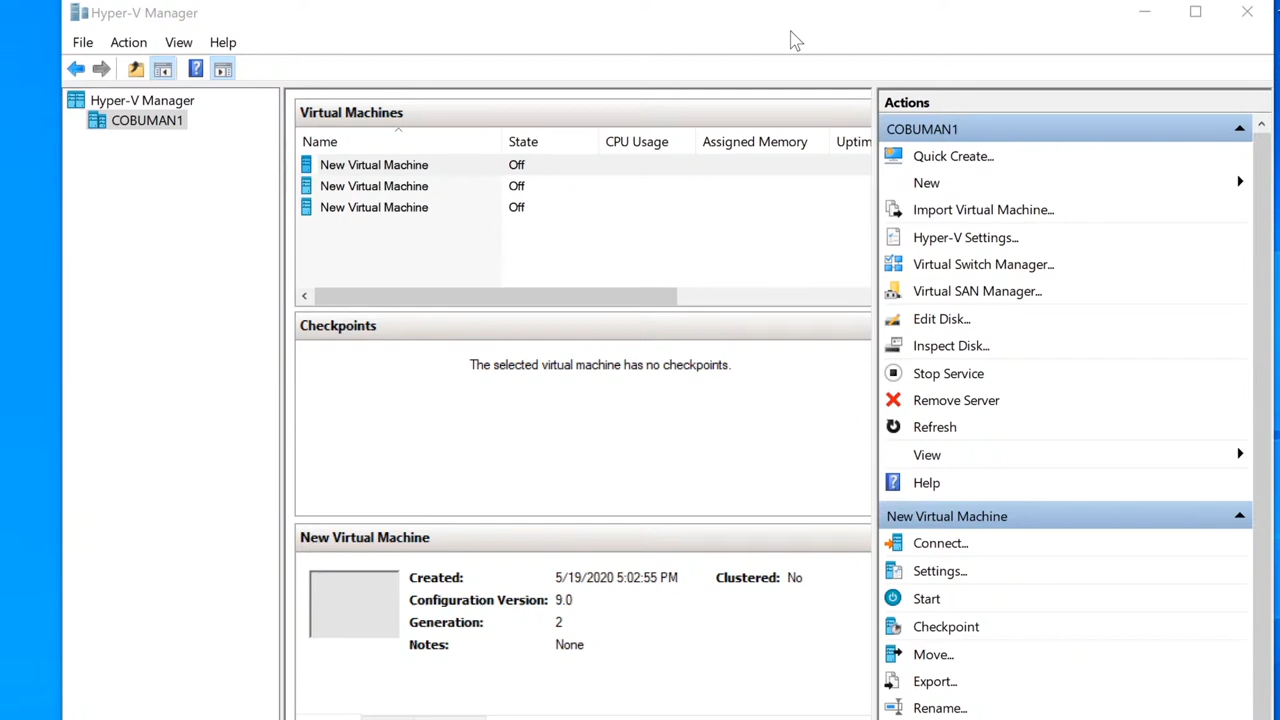 Hyper-V Manager
File Action View Help
Hyper-V Manager
COBUMAN1
Virtual Machines
Name State CPU Usage Assigned Memory Uptim
New Virtual Machine Off
New Virtual Machine Off
New Virtual Machine Off
Checkpoints
The selected virtual machine has no checkpoints.
New Virtual Machine
Created: 5/19/2020 5:02:55 PM Clustered: No
Configuration Version: 9.0
Generation: 2
Notes: None
Actions
COBUMAN1
Quick Create...
New
Import Virtual Machine...
Hyper-V Settings...
Virtual Switch Manager...
Virtual SAN Manager...
Edit Disk...
Inspect Disk...
Stop Service
Remove Server
Refresh
View
Help
New Virtual Machine
Connect...
Settings...
Start
Checkpoint
Move...
Export...
Rename...